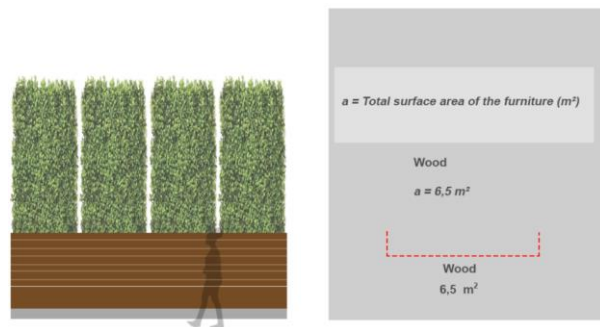 a = Total surface area of the furniture (m²)
Wood
a = 6,5 m²
Wood
6,5 m²